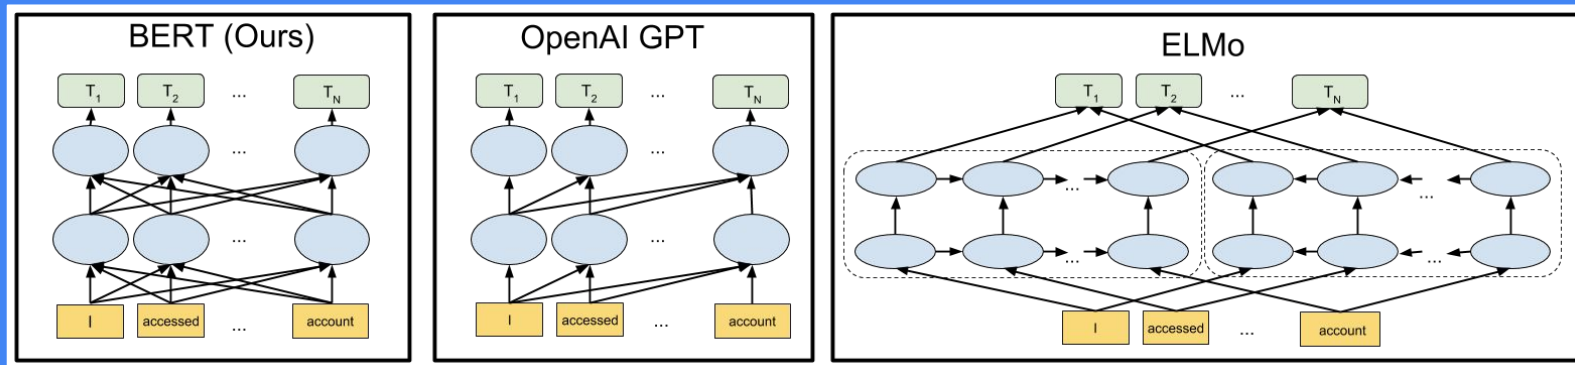 BERT (Ours)
T1 T2 ... TN
...
...
I accessed ... account
OpenAI GPT
T1 T2 ... TN
...
...
I accessed ... account
ELMo
T1 T2 ... TN
... ...
... ...
I accessed ... account